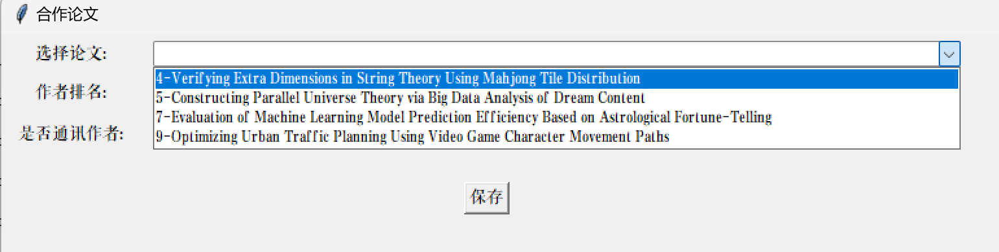 合作论文
选择论文:
4-Verifying Extra Dimensions in String Theory Using Mahjong Tile Distribution
5-Constructing Parallel Universe Theory via Big Data Analysis of Dream Content
作者排名:
7-Evaluation of Machine Learning Model Prediction Efficiency Based on Astrological Fortune-Telling
9-Optimizing Urban Traffic Planning Using Video Game Character Movement Paths
是否通讯作者:
保存